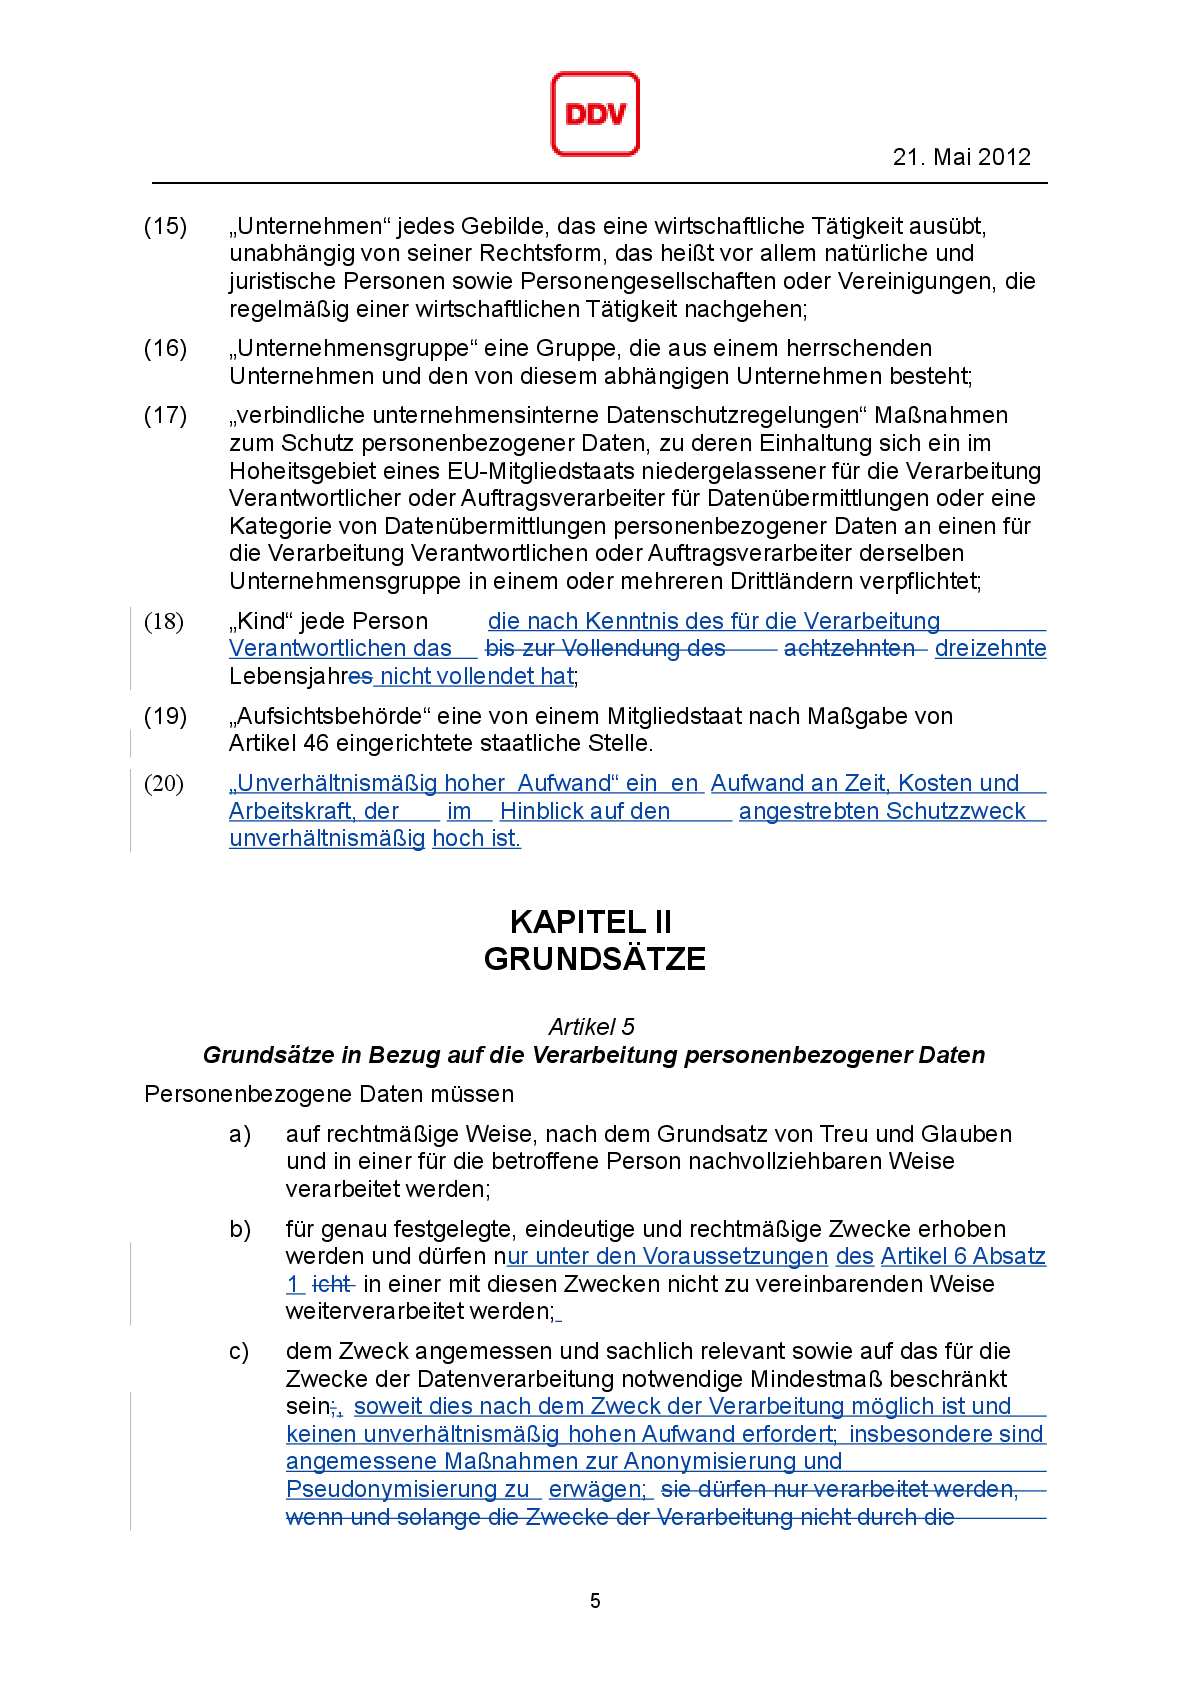 DDV
21. Mai 2012
(15) „Unternehmen“ jedes Gebilde, das eine wirtschaftliche Tätigkeit ausübt,
unabhängig von seiner Rechtsform, das heißt vor allem natürliche und
juristische Personen sowie Personengesellschaften oder Vereinigungen, die
regelmäßig einer wirtschaftlichen Tätigkeit nachgehen;
(16) „Unternehmensgruppe“ eine Gruppe, die aus einem herrschenden
Unternehmen und den von diesem abhängigen Unternehmen besteht;
(17) „verbindliche unternehmensinterne Datenschutzregelungen“ Maßnahmen
zum Schutz personenbezogener Daten, zu deren Einhaltung sich ein im
Hoheitsgebiet eines EU-Mitgliedstaats niedergelassener für die Verarbeitung
Verantwortlicher oder Auftragsverarbeiter für Datenübermittlungen oder eine
Kategorie von Datenübermittlungen personenbezogener Daten an einen für
die Verarbeitung Verantwortlichen oder Auftragsverarbeiter derselben
Unternehmensgruppe in einem oder mehreren Drittländern verpflichtet;
(18) „Kind“ jede Person die nach Kenntnis des für die Verarbeitung
Verantwortlichen das bis zur Vollendung des achtzehnten dreizehnte
Lebensjahres nicht vollendet hat;
(19) „Aufsichtsbehörde“ eine von einem Mitgliedstaat nach Maßgabe von
Artikel 46 eingerichtete staatliche Stelle.
(20) „Unverhältnismäßig hoher Aufwand“ ein en Aufwand an Zeit, Kosten und
Arbeitskraft, der im Hinblick auf den angestrebten Schutzzweck
unverhältnismäßig hoch ist.
KAPITEL II
GRUNDSÄTZE
Artikel 5
Grundsätze in Bezug auf die Verarbeitung personenbezogener Daten
Personenbezogene Daten müssen
a) auf rechtmäßige Weise, nach dem Grundsatz von Treu und Glauben
und in einer für die betroffene Person nachvollziehbaren Weise
verarbeitet werden;
b) für genau festgelegte, eindeutige und rechtmäßige Zwecke erhoben
werden und dürfen nur unter den Voraussetzungen des Artikel 6 Absatz
1 icht in einer mit diesen Zwecken nicht zu vereinbarenden Weise
weiterverarbeitet werden;
c) dem Zweck angemessen und sachlich relevant sowie auf das für die
Zwecke der Datenverarbeitung notwendige Mindestmaß beschränkt
sein;, soweit dies nach dem Zweck der Verarbeitung möglich ist und
keinen unverhältnismäßig hohen Aufwand erfordert; insbesondere sind
angemessene Maßnahmen zur Anonymisierung und
Pseudonymisierung zu erwägen; sie dürfen nur verarbeitet werden,
wenn und solange die Zwecke der Verarbeitung nicht durch die
5